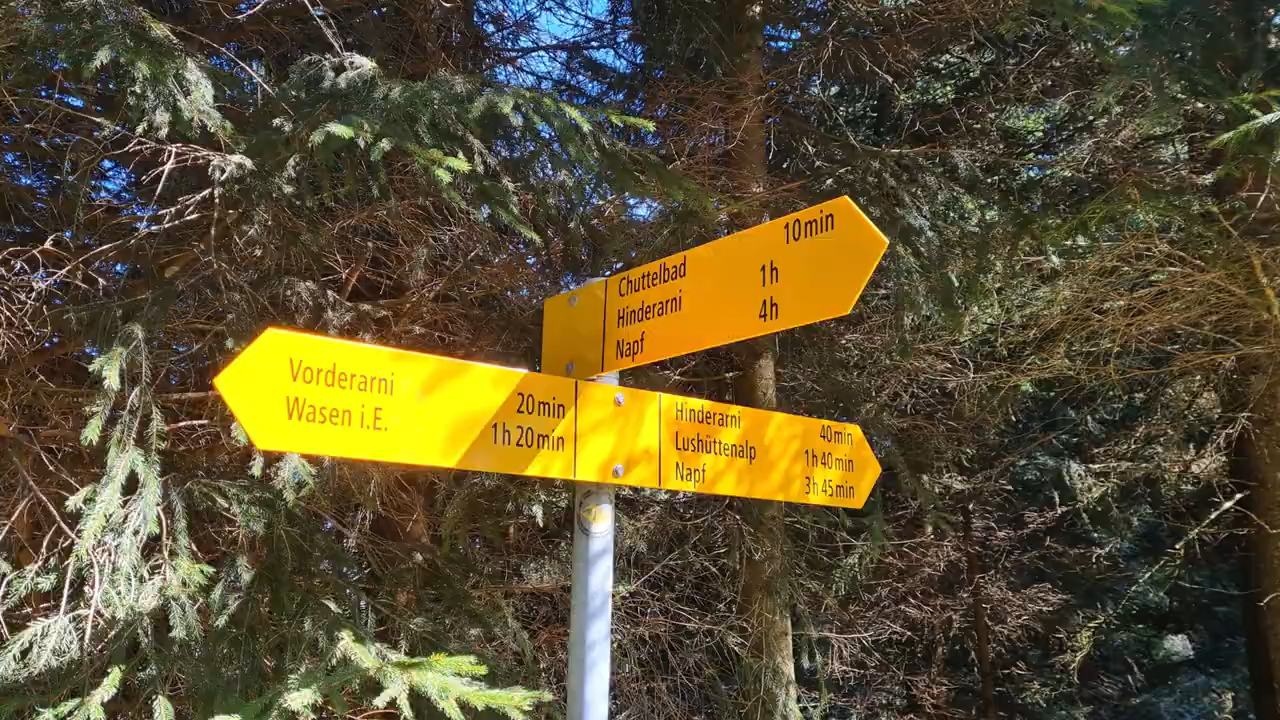 Chuttelbad 10min
Hinderarni 1h
Napf 4h
Vorderarni 20min
Wasen i.E. 1h 20min
Hinderarni 40min
Lushüttenalp 1h 40min
Napf 3h 45min